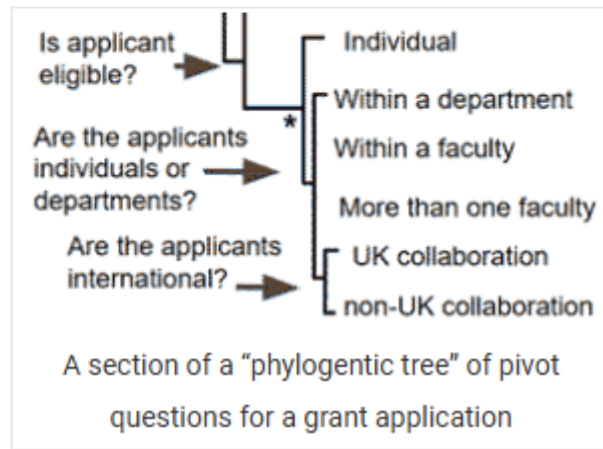 Is applicant
eligible?
Individual
Within a department
*
Are the applicants
individuals or
departments?
Within a faculty
More than one faculty
Are the applicants
international?
UK collaboration
non-UK collaboration
A section of a “phylogentic tree” of pivot
questions for a grant application